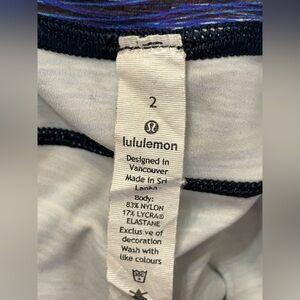 2
lululemon
Designed in
Vancouver
Made in Sri
Lanka
Body:
83% NYLON
17% LYCRA®
ELASTANE
Exclusive of
decoration
Wash with
like colours